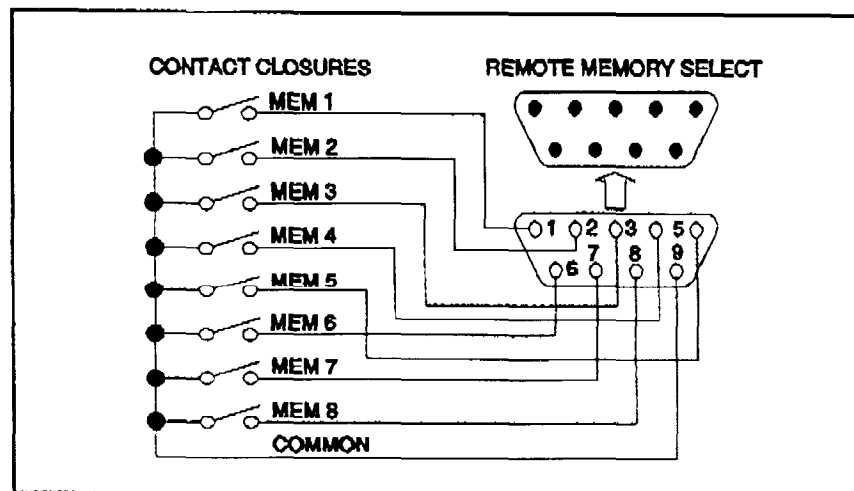 CONTACT CLOSURES
REMOTE MEMORY SELECT
MEM 1
MEM 2
MEM 3
MEM 4
MEM 5
MEM 6
MEM 7
MEM 8
COMMON
1 2 3 5
6 7 8 9